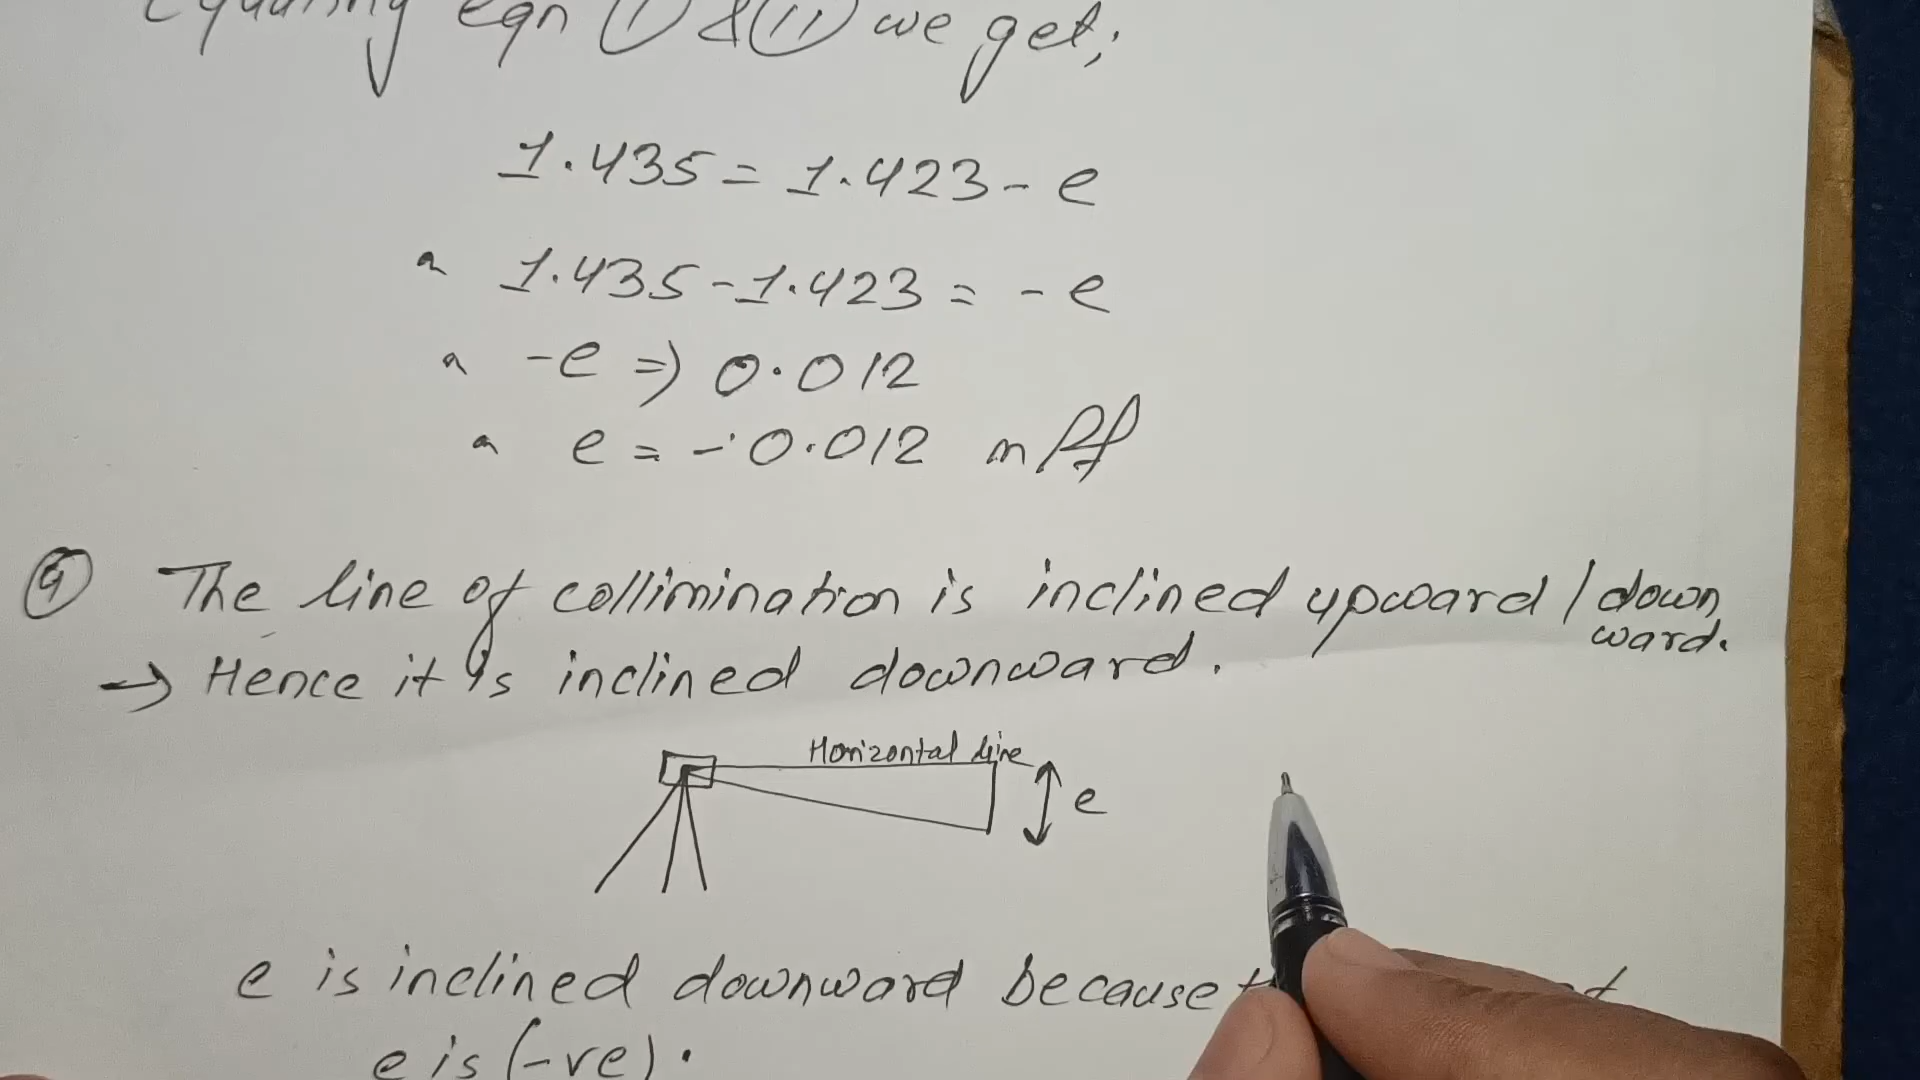 Equating eqn (i) & (ii) we get;
1.435 = 1.423 - e
1.435 - 1.423 = - e
-e => 0.012
e = - 0.012 m
④ The line of collimination is inclined upward / down
ward.
→ Hence it is inclined downward.
Horizontal line
e
e is inclined downward because
e is (-ve).